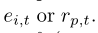 e_{i,t} or r_{p,t}.